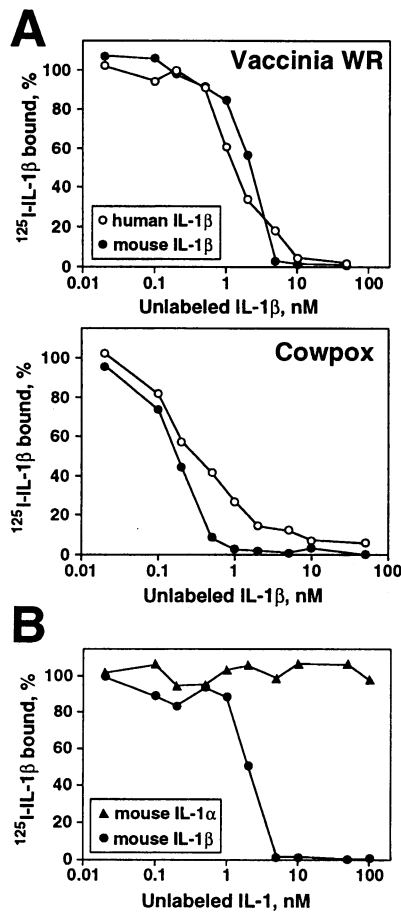 A
Vaccinia WR
¹²⁵I-IL-1β bound, %
100
80
60
40
20
0
human IL-1β
mouse IL-1β
0.01 0.1 1 10 100
Unlabeled IL-1β, nM
Cowpox
¹²⁵I-IL-1β bound, %
100
80
60
40
20
0
0.01 0.1 1 10 100
Unlabeled IL-1β, nM
B
¹²⁵I-IL-1β bound, %
100
80
60
40
20
0
mouse IL-1α
mouse IL-1β
0.01 0.1 1 10 100
Unlabeled IL-1, nM